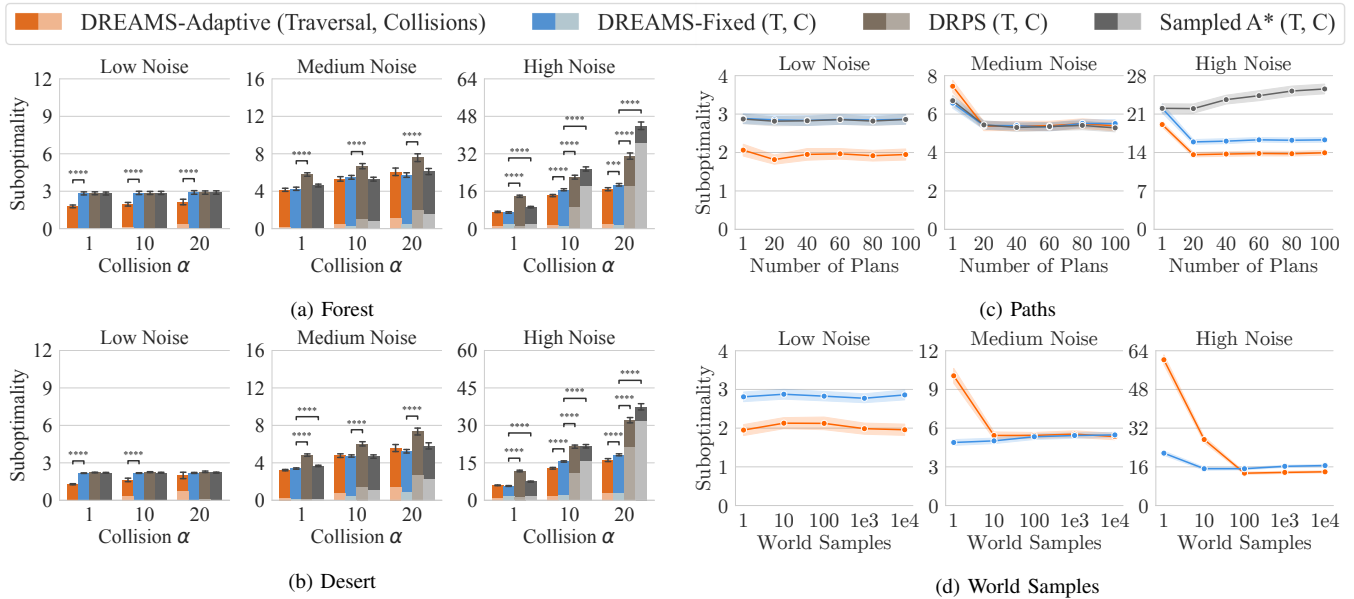 DREAMS-Adaptive (Traversal, Collisions) DREAMS-Fixed (T, C) DRPS (T, C) Sampled A* (T, C)
Low Noise Medium Noise High Noise
Suboptimality
12
9
6
3
0
16
12
8
4
0
64
48
32
16
0
**** **** ****
**** **** ****
**** **** **** **** **** *** **** ****
1 10 20 1 10 20 1 10 20
Collision α Collision α Collision α
(a) Forest
Low Noise Medium Noise High Noise
Suboptimality
12
9
6
3
0
16
12
8
4
0
60
45
30
15
0
**** ****
**** **** **** ****
**** **** **** **** **** *** **** ****
1 10 20 1 10 20 1 10 20
Collision α Collision α Collision α
(b) Desert
Low Noise Medium Noise High Noise
Suboptimality
4
3
2
1
0
8
6
4
2
0
28
21
14
7
0
1 20 40 60 80 100 1 20 40 60 80 100 1 20 40 60 80 100
Number of Plans Number of Plans Number of Plans
(c) Paths
Low Noise Medium Noise High Noise
Suboptimality
4
3
2
1
0
12
9
6
3
0
64
48
32
16
0
1 10 100 1e3 1e4 1 10 100 1e3 1e4 1 10 100 1e3 1e4
World Samples World Samples World Samples
(d) World Samples